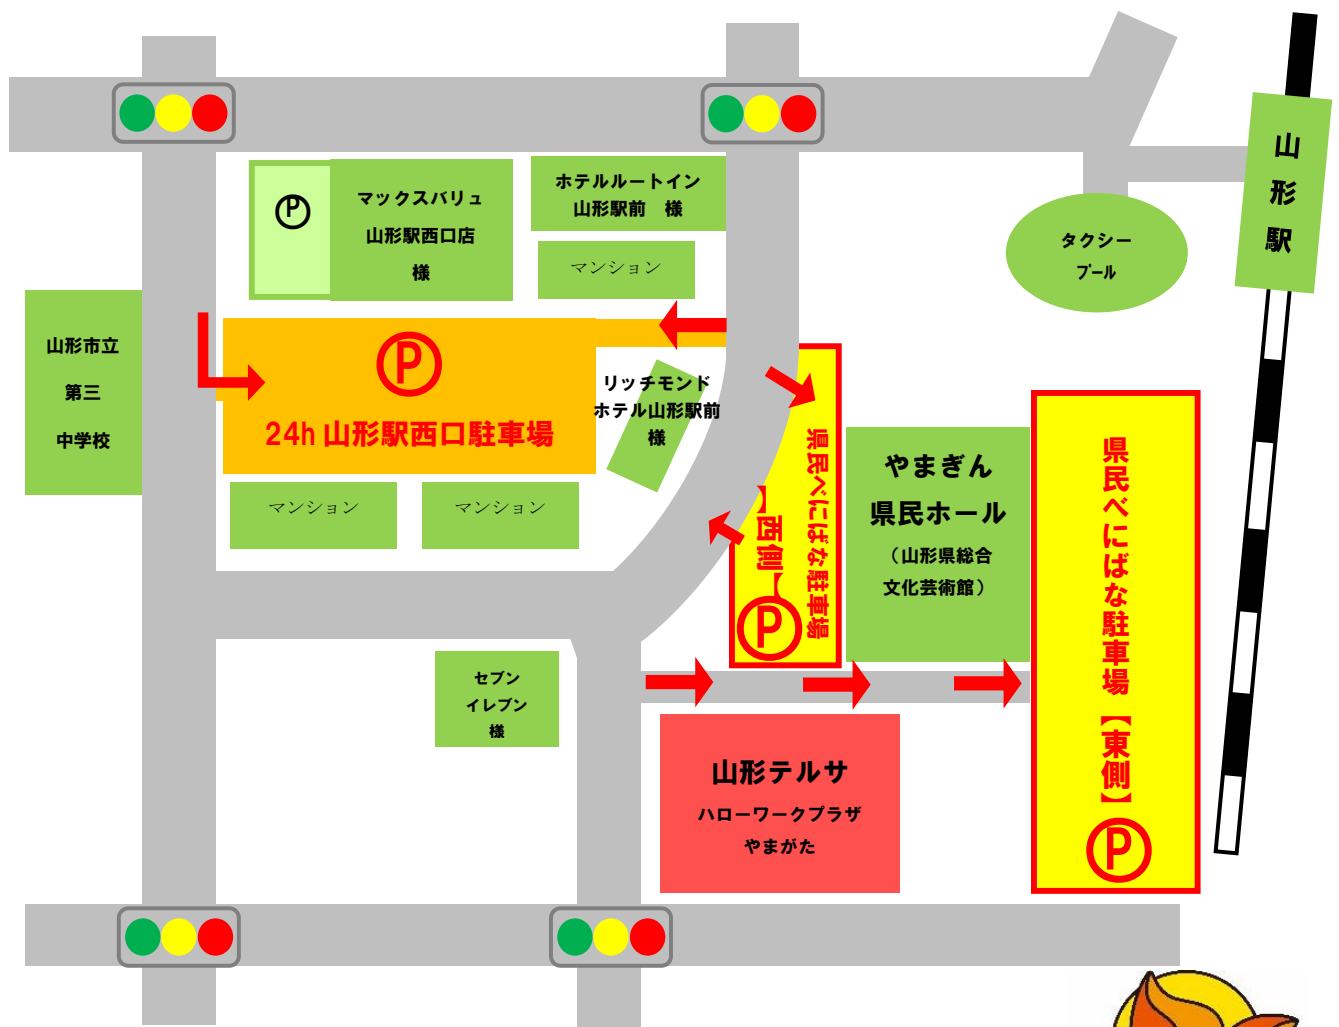 山形駅
P
マックスバリュ
山形駅西口店
様
ホテルルートイン
山形駅前 様
マンション
タクシー
プール
山形市立
第三
中学校
P
24h 山形駅西口駐車場
リッチモンド
ホテル山形駅前
様
マンション
マンション
県民べにばな駐車場
【西側】
P
やまぎん
県民ホール
(山形県総合
文化芸術館)
県民べにばな駐車場【東側】
P
セブン
イレブン
様
山形テルサ
ハローワークプラザ
やまがた